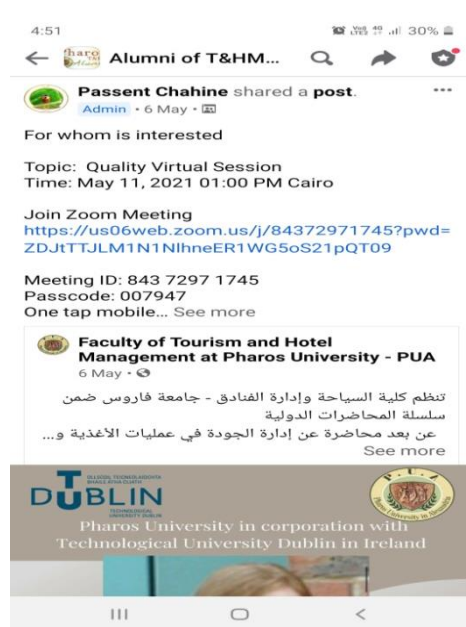 4:51
30%
Alumni of T&HM...
Passent Chahine shared a post.
Admin • 6 May •
For whom is interested
Topic: Quality Virtual Session
Time: May 11, 2021 01:00 PM Cairo
Join Zoom Meeting
https://us06web.zoom.us/j/84372971745?pwd=
ZDJtTTJLM1N1NlhneER1WG5oS21pQT09
Meeting ID: 843 7297 1745
Passcode: 007947
One tap mobile... See more
Faculty of Tourism and Hotel
Management at Pharos University - PUA
6 May •
تنظم كلية السياحة وإدارة الفنادق - جامعة فاروس ضمن
سلسلة المحاضرات الدولية
عن بعد محاضرة عن إدارة الجودة في عمليات الأغذية و...
See more
DUBLIN
TECHNOLOGICAL
UNIVERSITY DUBLIN
P.U.A
Pharos University in corporation with
Technological University Dublin in Ireland